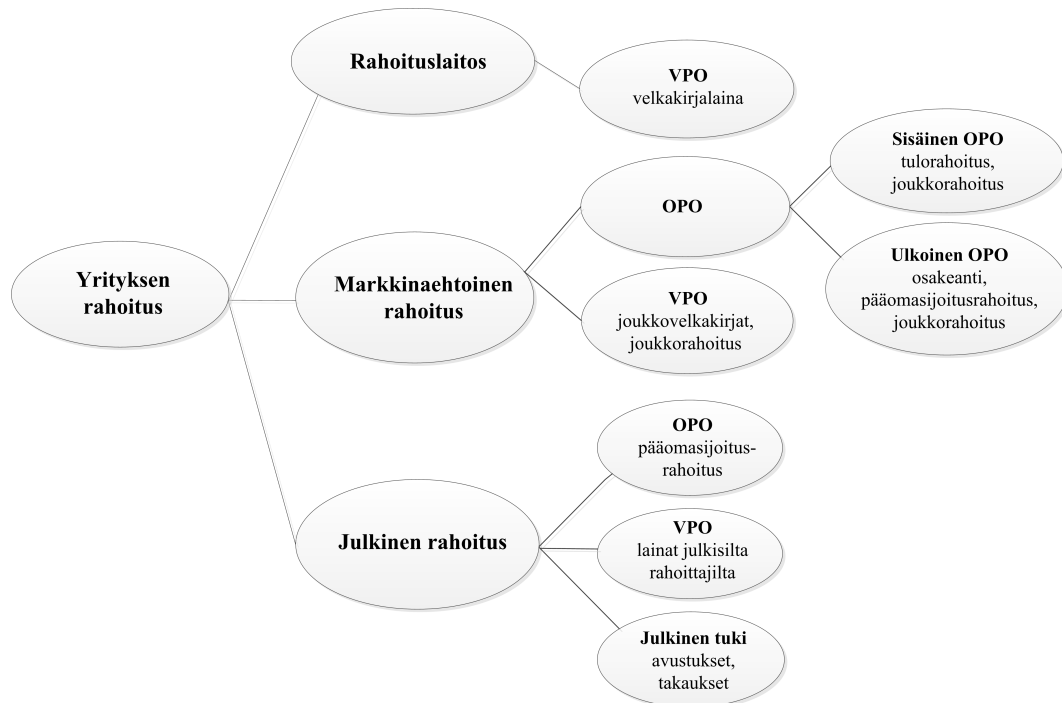 Rahoituslaitos
VPO
velkakirjalaina
Sisäinen OPO
tulorahoitus,
joukkorahoitus
OPO
Ulkoinen OPO
osakeanti,
pääomasijoitusrahoitus,
joukkorahoitus
Yrityksen
rahoitus
Markkinaehtoinen
rahoitus
VPO
joukkovelkakirjat,
joukkorahoitus
OPO
pääomasijoitus-
rahoitus
Julkinen rahoitus
VPO
lainat julkisilta
rahoittajilta
Julkinen tuki
avustukset,
takaukset